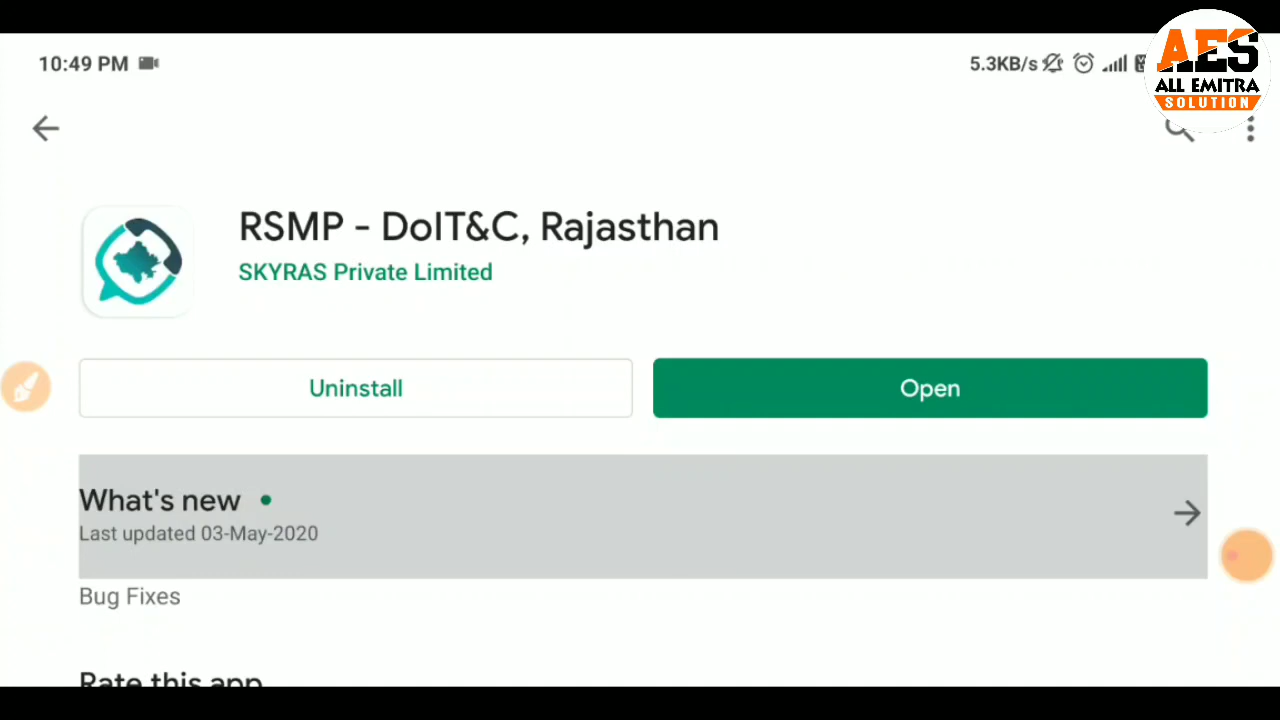 10:49 PM
5.3KB/s
AES
ALL EMITRA
SOLUTION
RSMP - DoIT&C, Rajasthan
SKYRAS Private Limited
Uninstall
Open
What's new
Last updated 03-May-2020
Bug Fixes
Rate this app